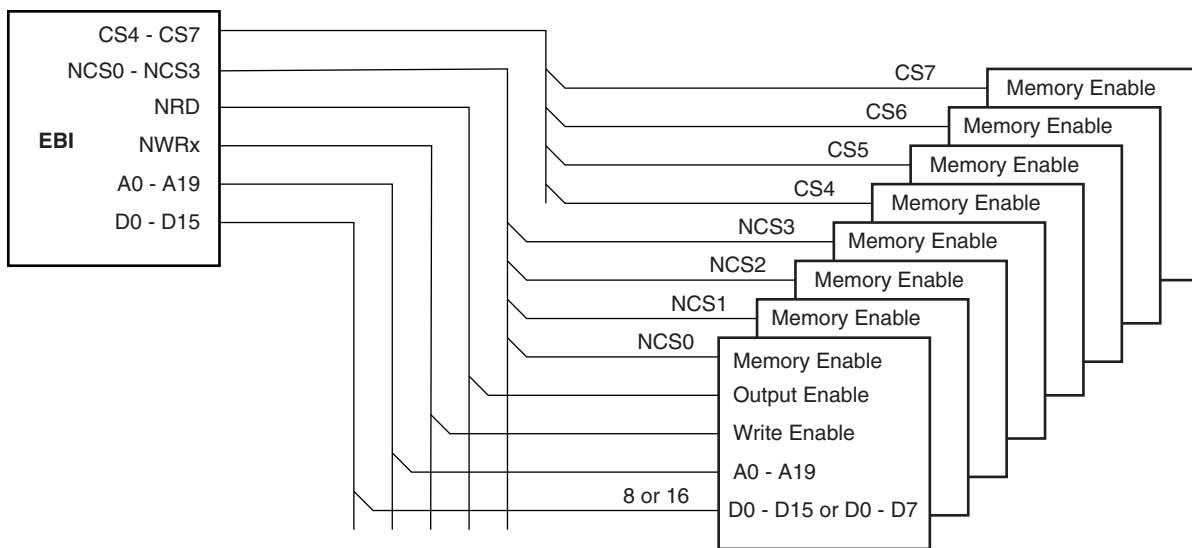 EBI
CS4 - CS7
NCS0 - NCS3
NRD
NWRx
A0 - A19
D0 - D15
CS7
Memory Enable
CS6
Memory Enable
CS5
Memory Enable
CS4
Memory Enable
NCS3
Memory Enable
NCS2
Memory Enable
NCS1
Memory Enable
NCS0
Memory Enable
Output Enable
Write Enable
A0 - A19
8 or 16
D0 - D15 or D0 - D7